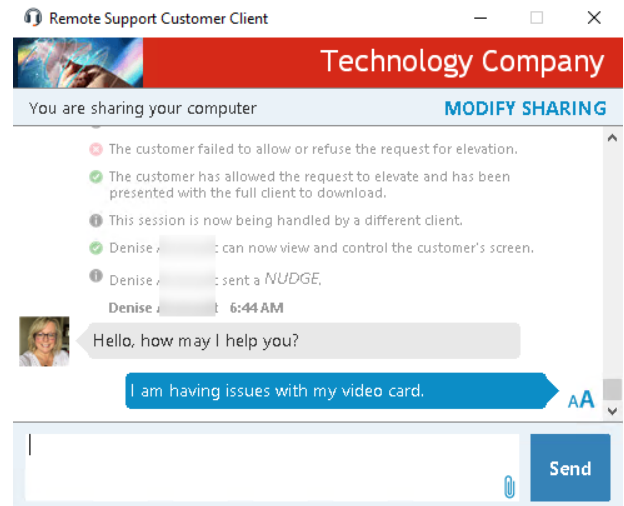 Remote Support Customer Client
Technology Company
You are sharing your computer
MODIFY SHARING
The customer failed to allow or refuse the request for elevation.
The customer has allowed the request to elevate and has been
presented with the full client to download.
This session is now being handled by a different client.
Denise can now view and control the customer's screen.
Denise sent a NUDGE.
Denise 6:44 AM
Hello, how may I help you?
I am having issues with my video card.
AA
Send